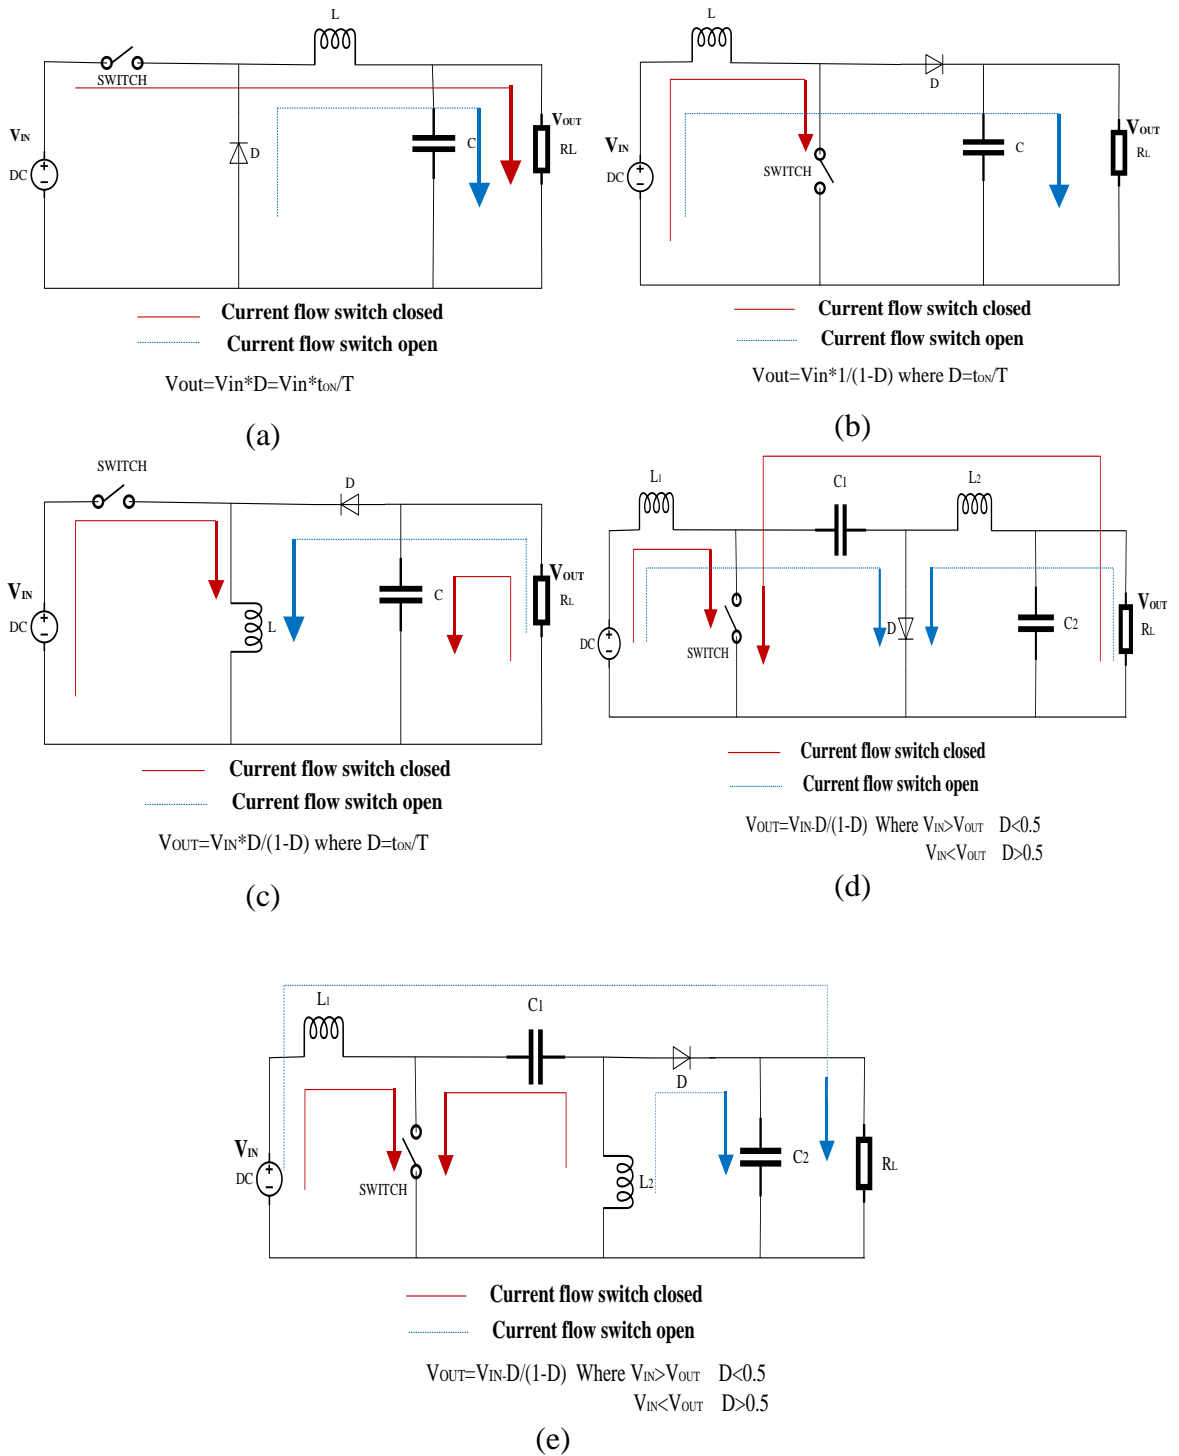 L
SWITCH
VIN
DC
D
C
VOUT
RL
Current flow switch closed
Current flow switch open
Vout=Vin*D=Vin*tON/T
(a)
L
D
VIN
DC
SWITCH
C
VOUT
RL
Current flow switch closed
Current flow switch open
Vout=Vin*1/(1-D) where D=tON/T
(b)
SWITCH
D
VIN
DC
L
C
VOUT
RL
Current flow switch closed
Current flow switch open
VOUT=VIN*D/(1-D) where D=tON/T
(c)
L1
C1
L2
DC
SWITCH
D
C2
VOUT
RL
Current flow switch closed
Current flow switch open
VOUT=VIN-D/(1-D) Where VIN>VOUT D<0.5
VIN<VOUT D>0.5
(d)
L1
C1
D
VIN
DC
SWITCH
L2
C2
RL
Current flow switch closed
Current flow switch open
VOUT=VIN-D/(1-D) Where VIN>VOUT D<0.5
VIN<VOUT D>0.5
(e)